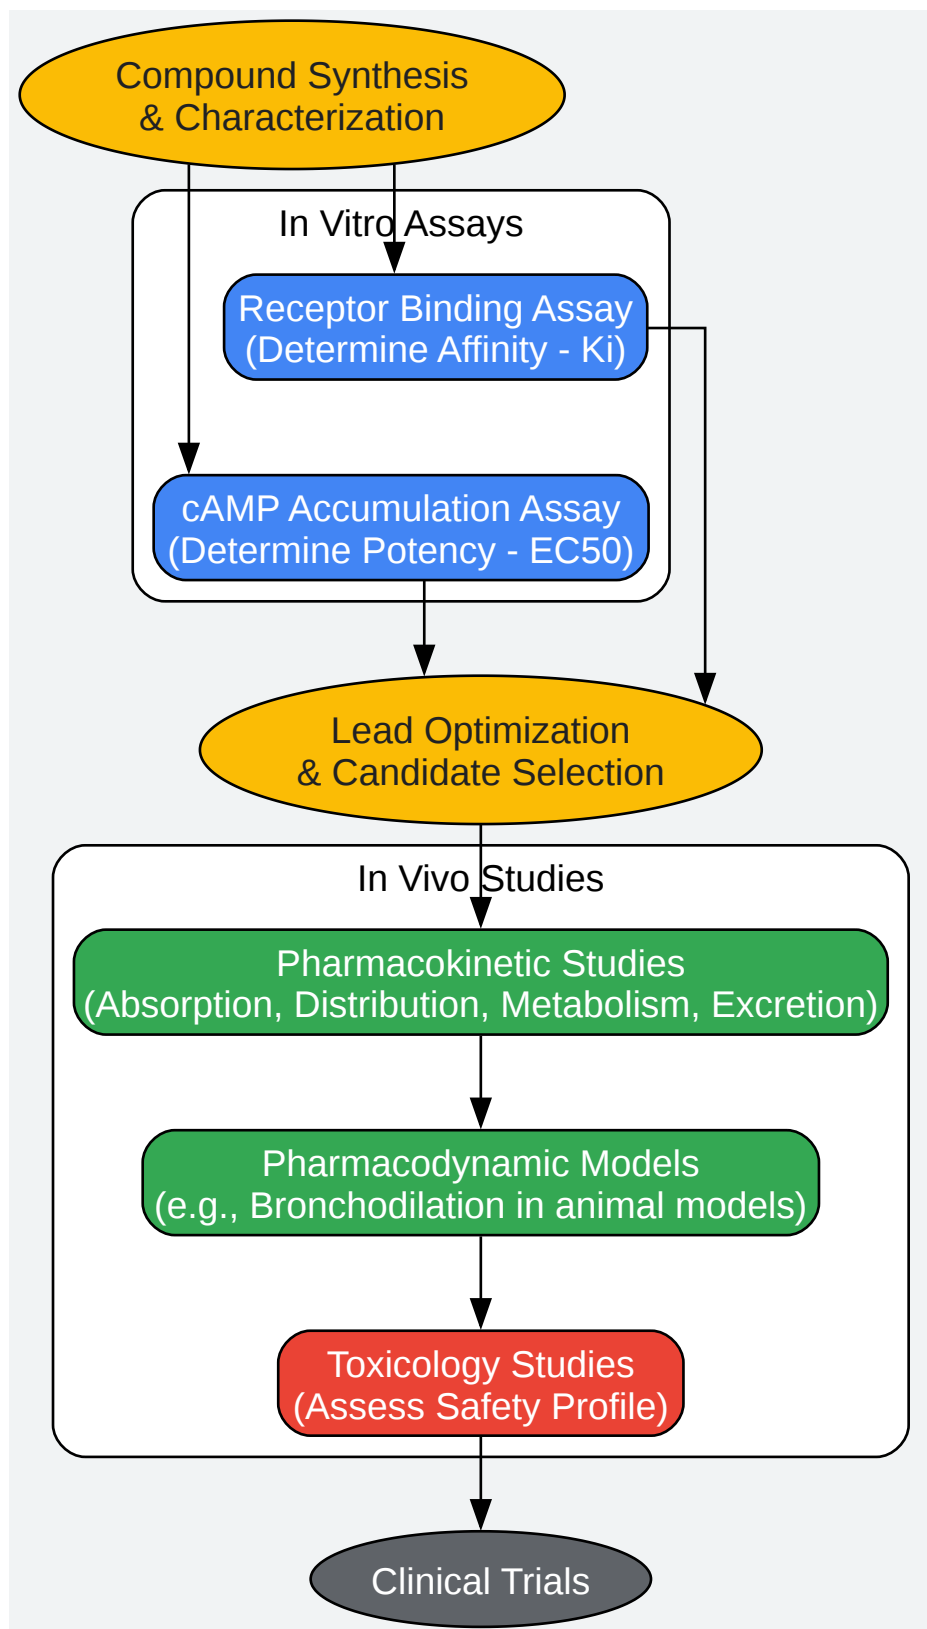 Compound Synthesis
& Characterization
In Vitro Assays
Receptor Binding Assay
(Determine Affinity - Ki)
cAMP Accumulation Assay
(Determine Potency - EC50)
Lead Optimization
& Candidate Selection
In Vivo Studies
Pharmacokinetic Studies
(Absorption, Distribution, Metabolism, Excretion)
Pharmacodynamic Models
(e.g., Bronchodilation in animal models)
Toxicology Studies
(Assess Safety Profile)
Clinical Trials